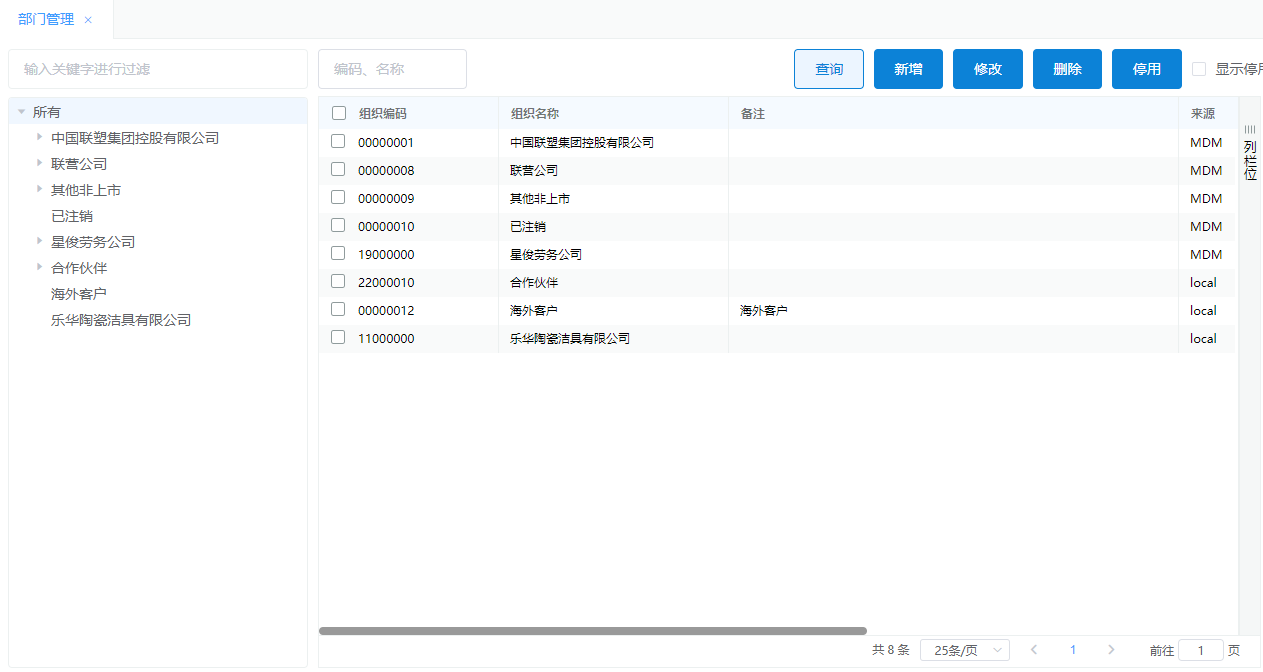 部门管理 ×
输入关键字进行过滤
编码、名称 查询 新增 修改 删除 停用 显示停
所有
中国联塑集团控股有限公司
联营公司
其他非上市
已注销
星俊劳务公司
合作伙伴
海外客户
乐华陶瓷洁具有限公司
组织编码 组织名称 备注 来源
00000001 中国联塑集团控股有限公司 MDM
00000008 联营公司 MDM
00000009 其他非上市 MDM
00000010 已注销 MDM
19000000 星俊劳务公司 MDM
22000010 合作伙伴 local
00000012 海外客户 海外客户 local
11000000 乐华陶瓷洁具有限公司 local
列栏位
共 8 条 25条/页 1 前往 1 页